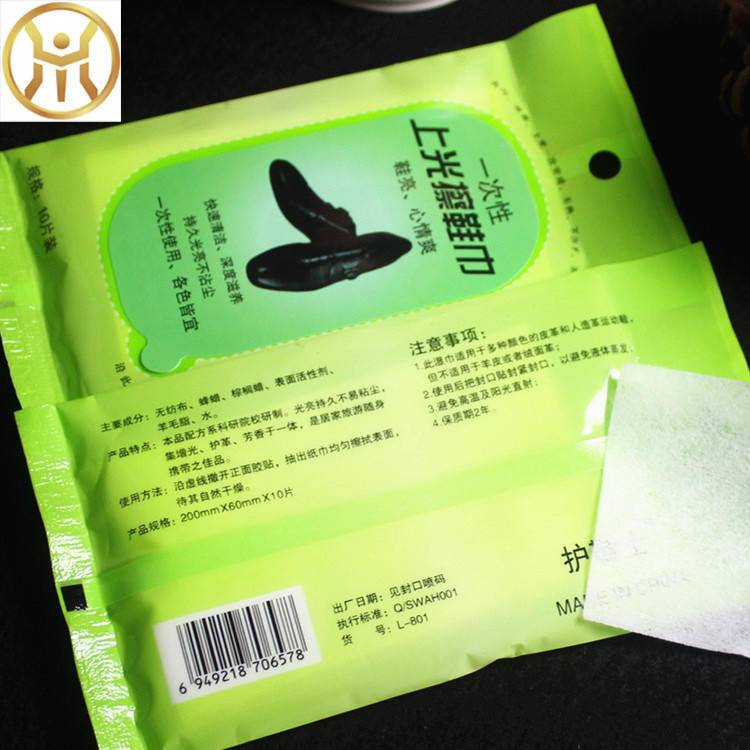 规格：10片装
一次性
上光擦鞋巾
鞋亮、心情爽
快速清洁、深度滋养
持久光亮不沾尘
一次性使用、各色皆宜
主要成分：无纺布、蜂蜡、棕榈蜡、表面活性剂、
羊毛脂、水。
产品特点：本品配方系科研院校研制。光亮持久不易粘尘，
集增光、护革、芳香于一体，是居家旅游随身
携带之佳品。
使用方法：沿虚线撒开正面胶贴，抽出纸巾均匀擦拭表面，
待其自然干燥。
产品规格：200mmX60mmX10片
注意事项：
1.此湿巾适用于多种颜色的皮革和人造革运动鞋，
但不适用于羊皮或者绒面革；
2.使用后把封口贴封紧封口，以避免液体蒸发；
3.避免高温及阳光直射；
4.保质期2年。
6 949218 706578
出厂日期：见封口喷码
执行标准：Q/SWAH001
货 号：L-801
护
上
MADE IN CHINA